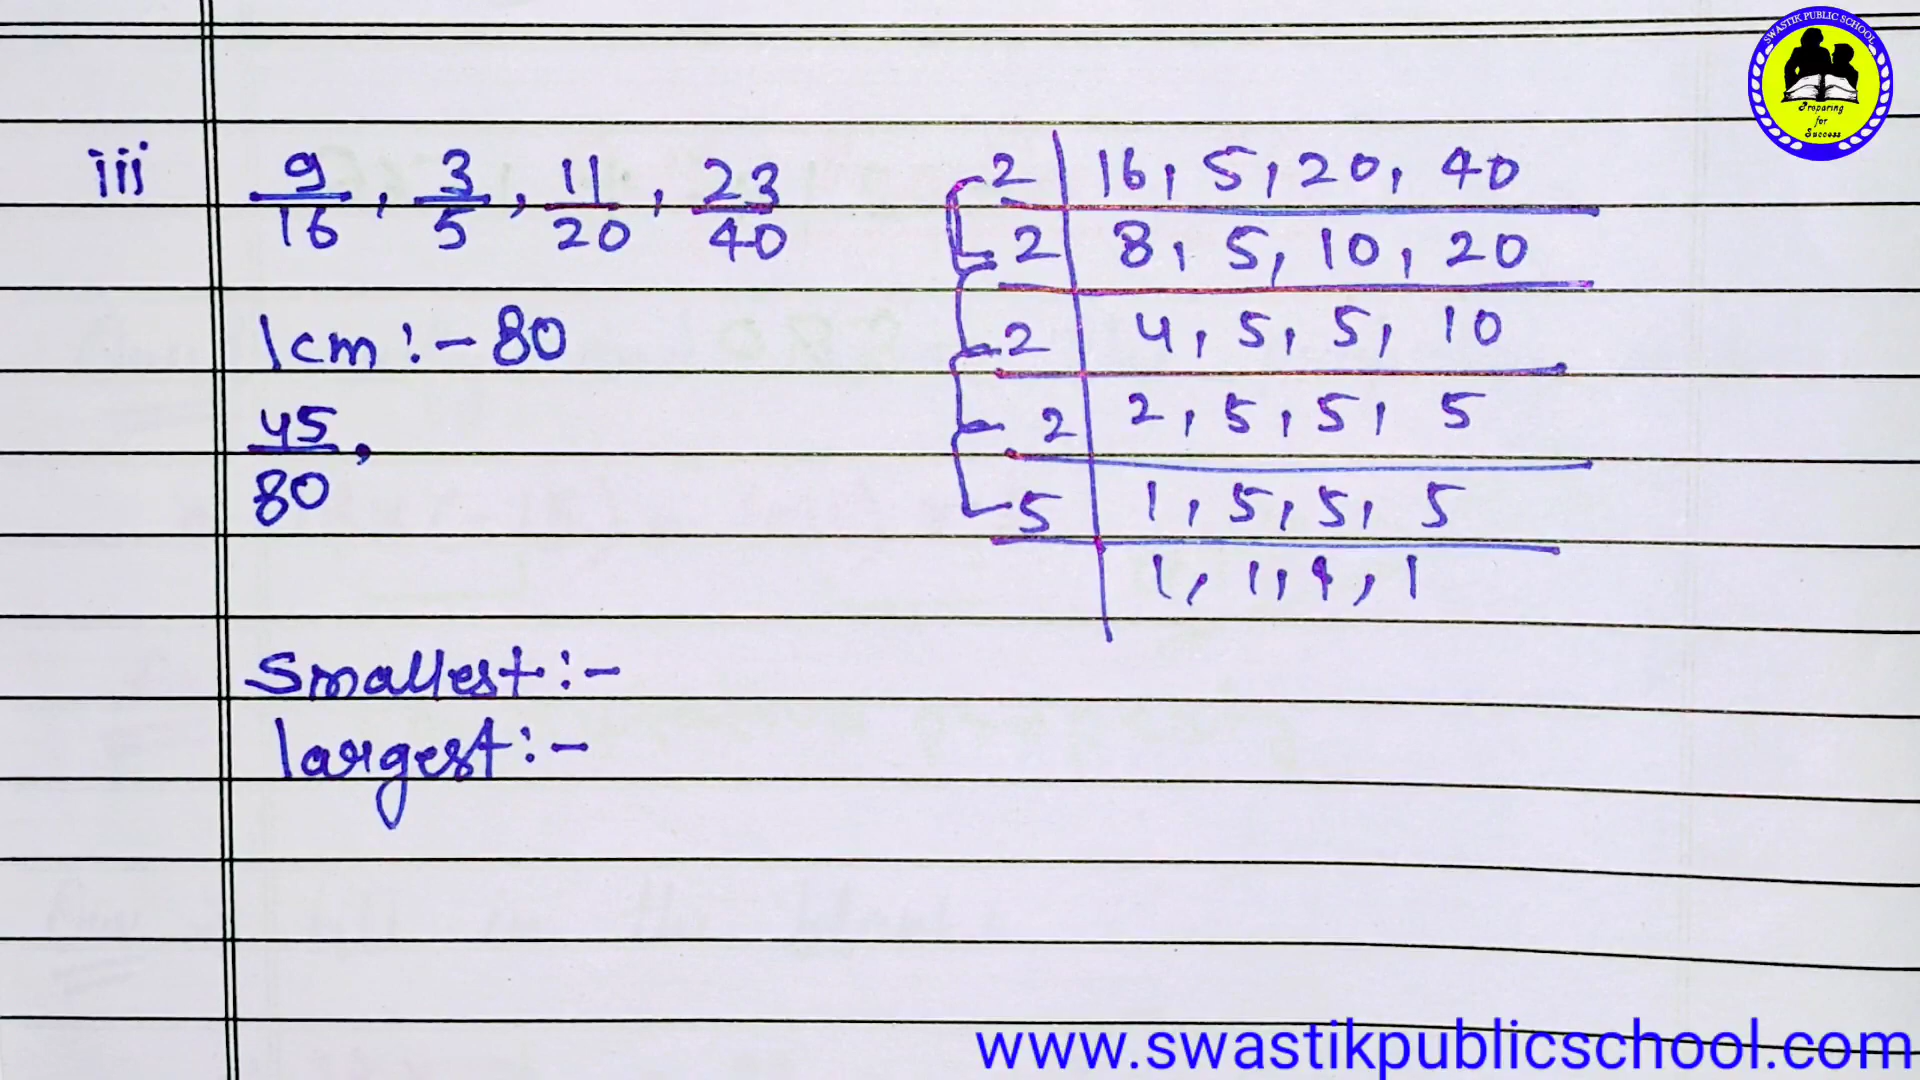 iii 9/16, 3/5, 11/20, 23/40
lcm :- 80
45/80,
Smallest :-
largest :-
2 | 16, 5, 20, 40
2 | 8, 5, 10, 20
2 | 4, 5, 5, 10
2 | 2, 5, 5, 5
5 | 1, 5, 5, 5
1, 1, 1, 1
SWASTIK PUBLIC SCHOOL
Preparing
for
Success
www.swastikpublicschool.com